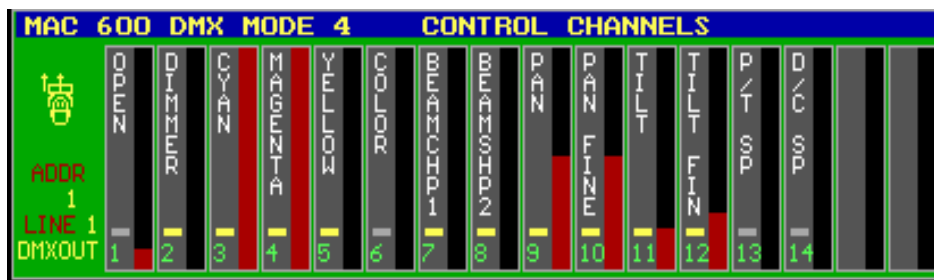 MAC 600 DMX MODE 4 CONTROL CHANNELS
OPEN
DIMMER
CYAN
MAGENTA
YELLOW
COLOR
BEAMCHP1
BEAMSHP2
PAN
PAN FINE
TILT
TILT FIN
P/T SP
D/C SP
ADDR
1
LINE 1
DMXOUT 1 2 3 4 5 6 7 8 9 10 11 12 13 14